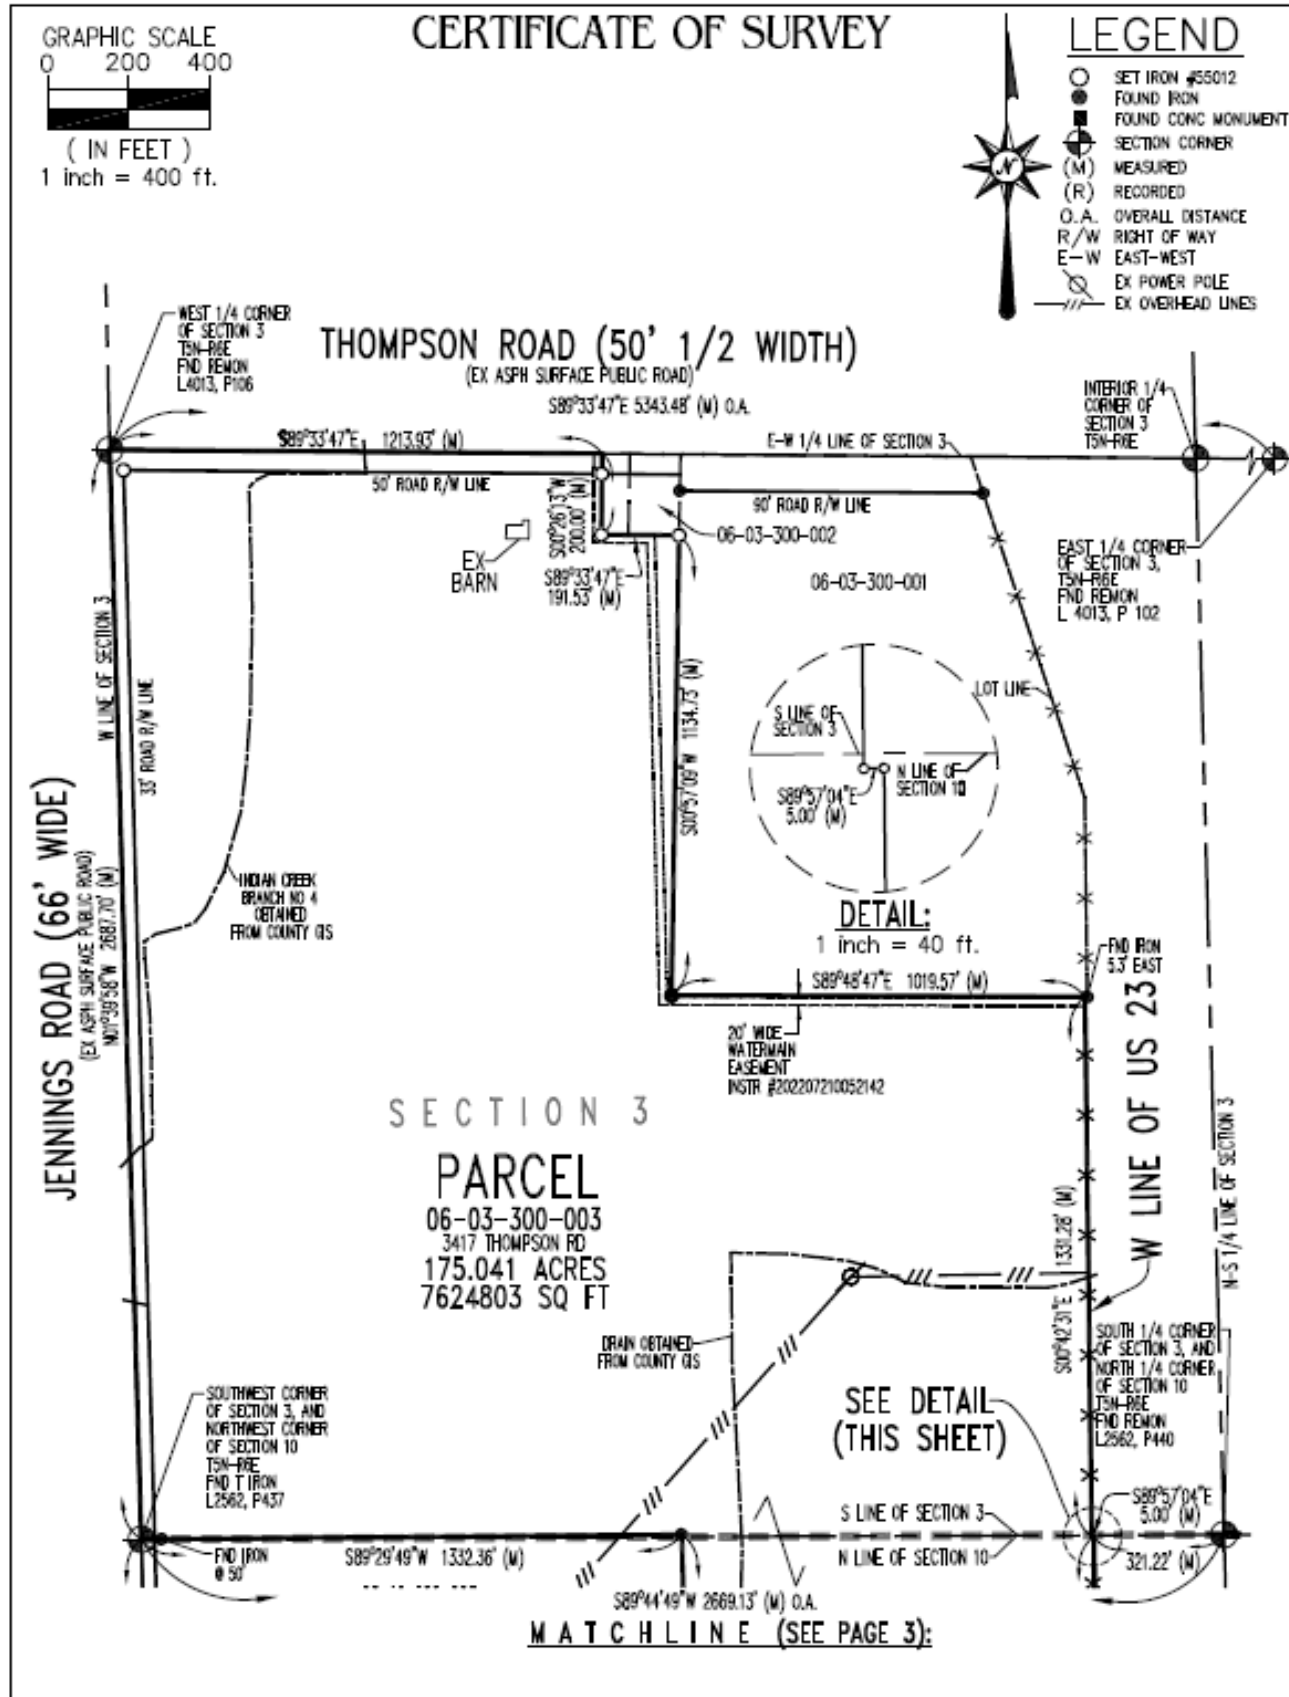 CERTIFICATE OF SURVEY
GRAPHIC SCALE
0 200 400
( IN FEET )
1 inch = 400 ft.
LEGEND
SET IRON #55012
FOUND IRON
FOUND CONC MONUMENT
SECTION CORNER
(M) MEASURED
(R) RECORDED
O.A. OVERALL DISTANCE
R/W RIGHT OF WAY
E-W EAST-WEST
EX POWER POLE
EX OVERHEAD LINES
N
WEST 1/4 CORNER
OF SECTION 3
T5N-R6E
FND REMON
L4013, P106
THOMPSON ROAD (50' 1/2 WIDTH)
(EX ASPH SURFACE PUBLIC ROAD)
S89°33'47"E 5343.48' (M) O.A.
INTERIOR 1/4
CORNER OF
SECTION 3
T5N-R6E
S89°33'47"E 1213.93' (M)
E-W 1/4 LINE OF SECTION 3
50' ROAD R/W LINE
90' ROAD R/W LINE
S00°26'13"W
200.00' (M)
06-03-300-002
EX
BARN
S89°33'47"E
191.53' (M)
06-03-300-001
EAST 1/4 CORNER
OF SECTION 3,
T5N-R6E
FND REMON
L 4013, P 102
W LINE OF SECTION 3
33' ROAD R/W LINE
S00°57'09"W 1134.73' (M)
LOT LINE
S LINE OF
SECTION 3
N LINE OF
SECTION 10
S89°57'04"E
5.00' (M)
DETAIL:
1 inch = 40 ft.
JENNINGS ROAD (66' WIDE)
(EX ASPH SURFACE PUBLIC ROAD)
N01°39'58"W 2687.70' (M)
INDIAN CREEK
BRANCH NO 4
OBTAINED
FROM COUNTY GIS
S89°48'47"E 1019.57' (M)
FND IRON
5.3' EAST
20' WIDE
WATERMAIN
EASEMENT
INSTR #202207210052142
W LINE OF US 23
N-S 1/4 LINE OF SECTION 3
SECTION 3
PARCEL
06-03-300-003
3417 THOMPSON RD
175.041 ACRES
7624803 SQ FT
S00°42'31"E 1331.28' (M)
DRAIN OBTAINED
FROM COUNTY GIS
SOUTH 1/4 CORNER
OF SECTION 3, AND
NORTH 1/4 CORNER
OF SECTION 10
T5N-R6E
FND REMON
L2562, P440
SOUTHWEST CORNER
OF SECTION 3, AND
NORTHWEST CORNER
OF SECTION 10
T5N-R6E
FND T IRON
L2562, P437
SEE DETAIL
(THIS SHEET)
S89°57'04"E
5.00' (M)
S LINE OF SECTION 3
N LINE OF SECTION 10
FND IRON
@ 50'
S89°29'49"W 1332.36' (M)
321.22' (M)
S89°44'49"W 2669.13' (M) O.A.
MATCHLINE (SEE PAGE 3):